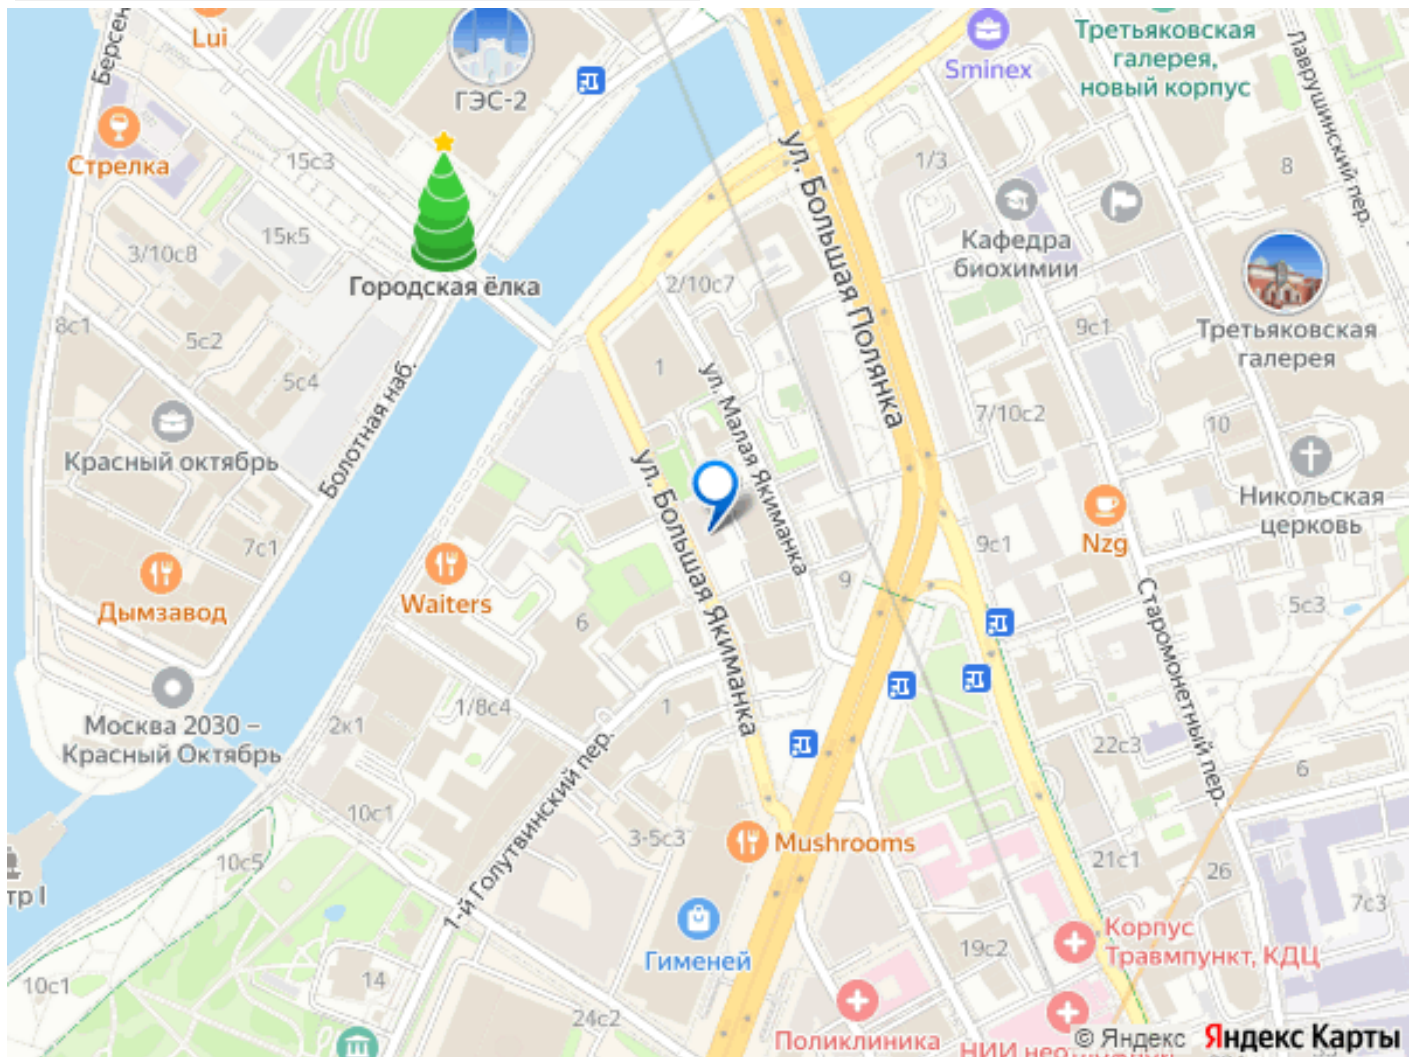 Берсен
Lui
ГЭС-2
Sminex
Третьяковская
галерея,
новый корпус
Лаврушинский пер.
Стрелка
15с3
ул. Большая Полянка
1/3
8
3/10с8
15к5
Кафедра
биохимии
Городская ёлка
2/10с7
Третьяковская
галерея
8с1
5с2
9с1
5с4
1
ул. Малая Якиманка
7/10с2
10
Красный октябрь
Болотная наб.
ул. Большая Якиманка
Никольская
церковь
7с1
Nzg
9с1
Дымзавод
Waiters
6
9
Старомонетный пер.
5с3
Москва 2030 –
Красный Октябрь
2к1
1/8с4
1
22с3
6
1-й Голутвинский пер.
10с1
3-5с3
Mushrooms
10с5
21с1
26
тр I
7с3
Гименей
19с2
Корпус
Травмпункт, КДЦ
10с1
14
24с2
Поликлиника
НИИ
© Яндекс Яндекс Карты